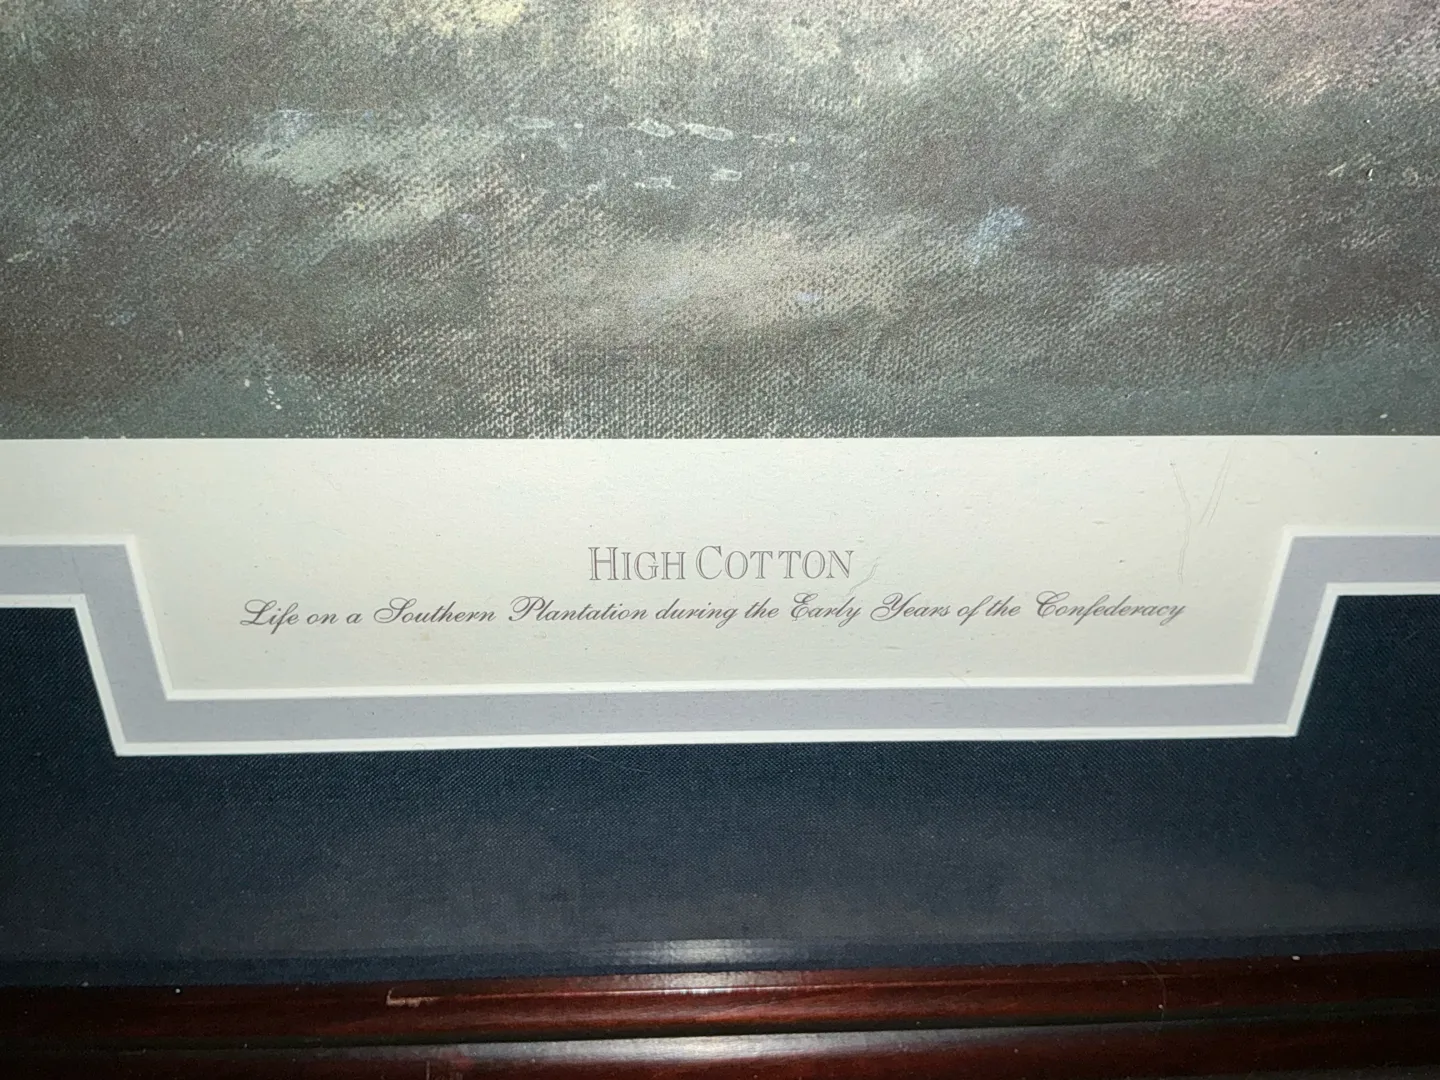 HIGH COTTON
Life on a Southern Plantation during the Early Years of the Confederacy